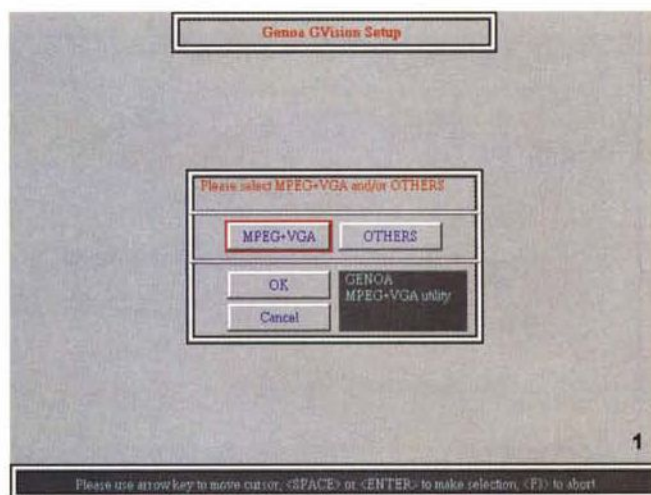 Genoa GVision Setup
Please select MPEG+VGA and/or OTHERS
MPEG+VGA OTHERS
OK
Cancel
GENOA
MPEG+VGA utility
1
Please use arrow key to move cursor, <SPACE> or <ENTER> to make selection, <F3> to abort